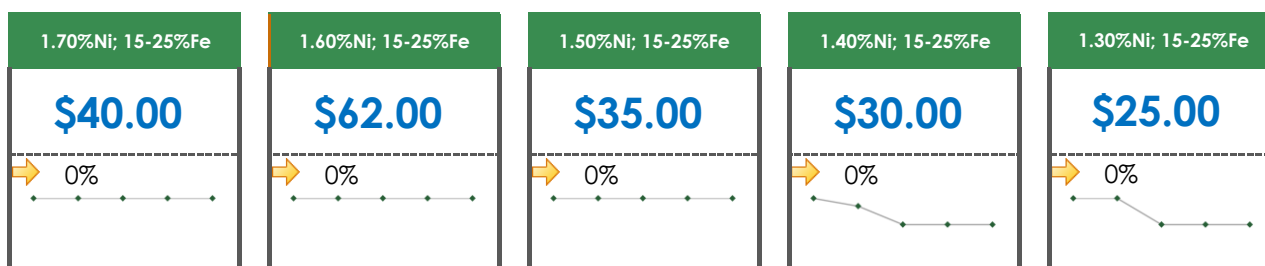 1.70%Ni; 15-25%Fe
$40.00
0%
1.60%Ni; 15-25%Fe
$62.00
0%
1.50%Ni; 15-25%Fe
$35.00
0%
1.40%Ni; 15-25%Fe
$30.00
0%
1.30%Ni; 15-25%Fe
$25.00
0%